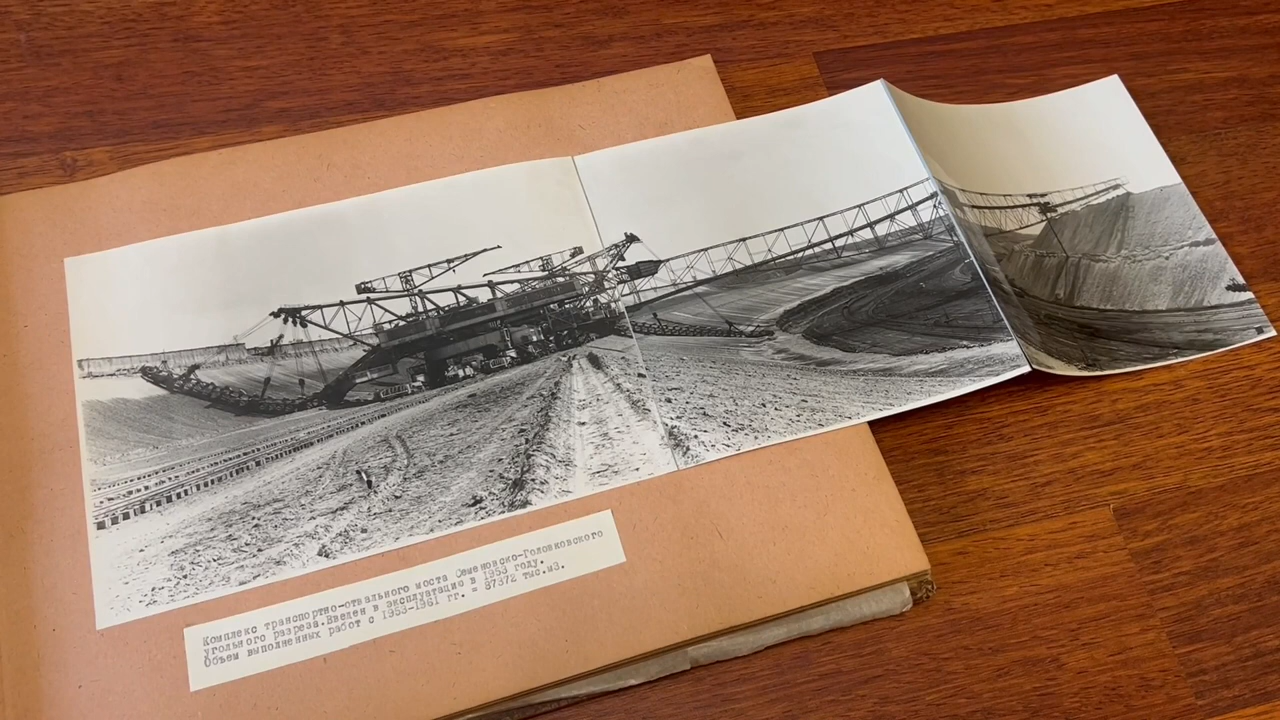 Комплекс транспортно-отвального моста Семеновско-Головковского
угольного разреза.Введен в эксплуатацию в 1953 году.
Объем выполненных работ с 1953-1961 гг. = 87372 тыс.м3.